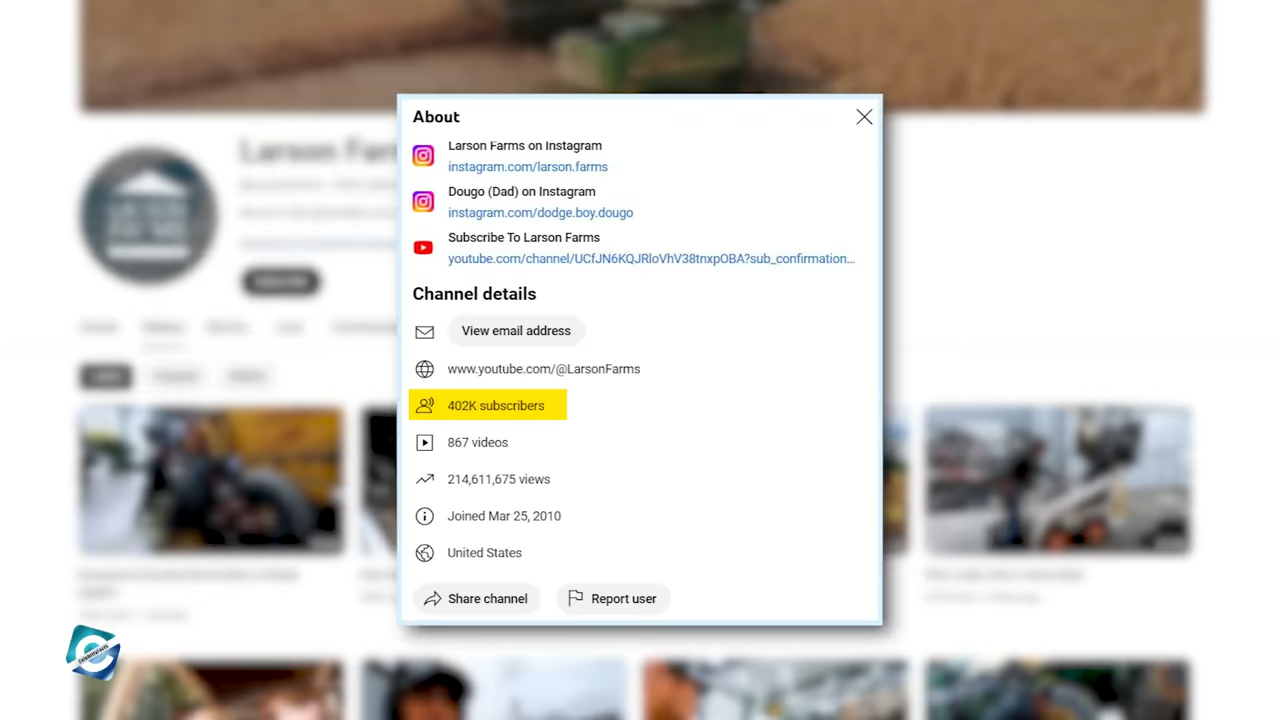 About
Larson Farms on Instagram
instagram.com/larson.farms
Dougo (Dad) on Instagram
instagram.com/dodge.boy.dougo
Subscribe To Larson Farms
youtube.com/channel/UCfJN6KQJRloVhV38tnxpOBA?sub_confirmation...
Channel details
View email address
www.youtube.com/@LarsonFarms
402K subscribers
867 videos
214,611,675 views
Joined Mar 25, 2010
United States
Share channel
Report user